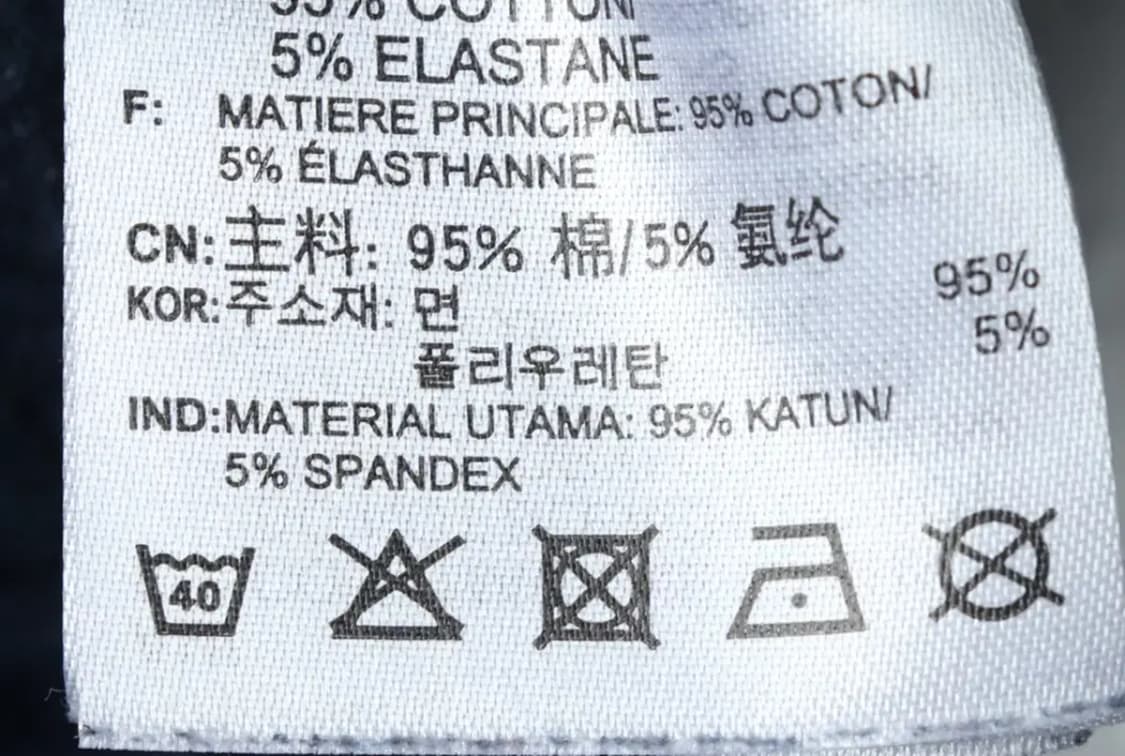 5% ELASTANE
F: MATIERE PRINCIPALE: 95% COTON/
5% ÉLASTHANNE
CN: 主料: 95% 棉/5% 氨纶
KOR: 주소재: 면 95%
폴리우레탄 5%
IND: MATERIAL UTAMA: 95% KATUN/
5% SPANDEX
40